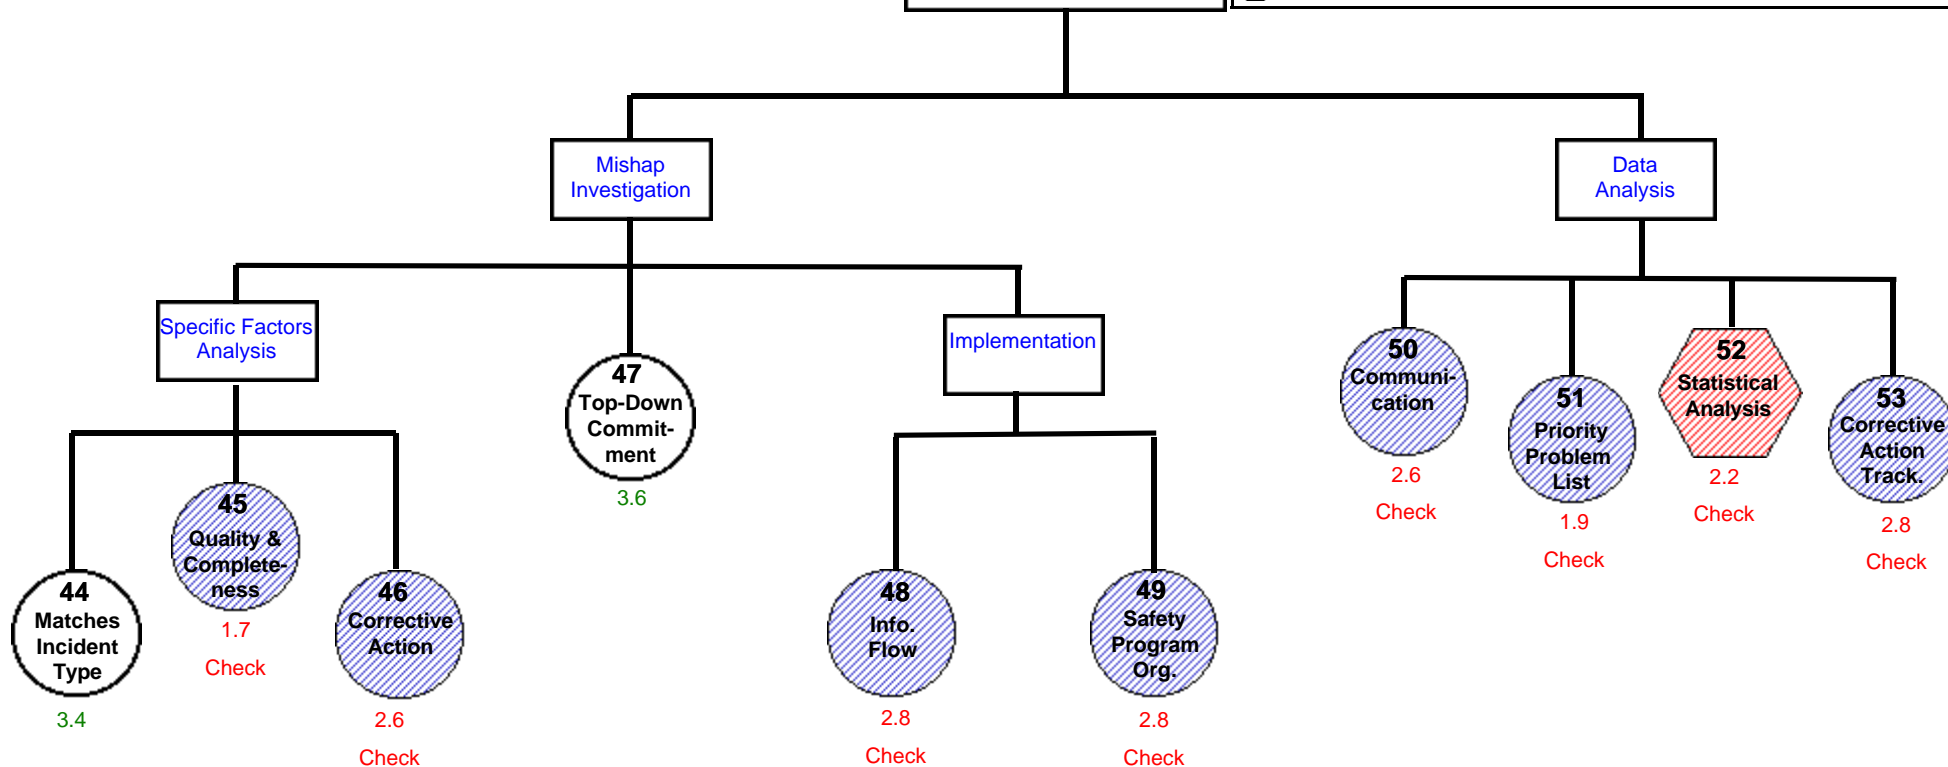 Mishap
Investigation
Data
Analysis
Specific Factors
Analysis
Implementation
47
Top-Down
Commit-
ment
3.6
50
Communi-
cation
2.6
Check
51
Priority
Problem
List
1.9
Check
52
Statistical
Analysis
2.2
Check
53
Corrective
Action
Track.
2.8
Check
44
Matches
Incident
Type
3.4
45
Quality &
Complete-
ness
1.7
Check
46
Corrective
Action
2.6
Check
48
Info.
Flow
2.8
Check
49
Safety
Program
Org.
2.8
Check